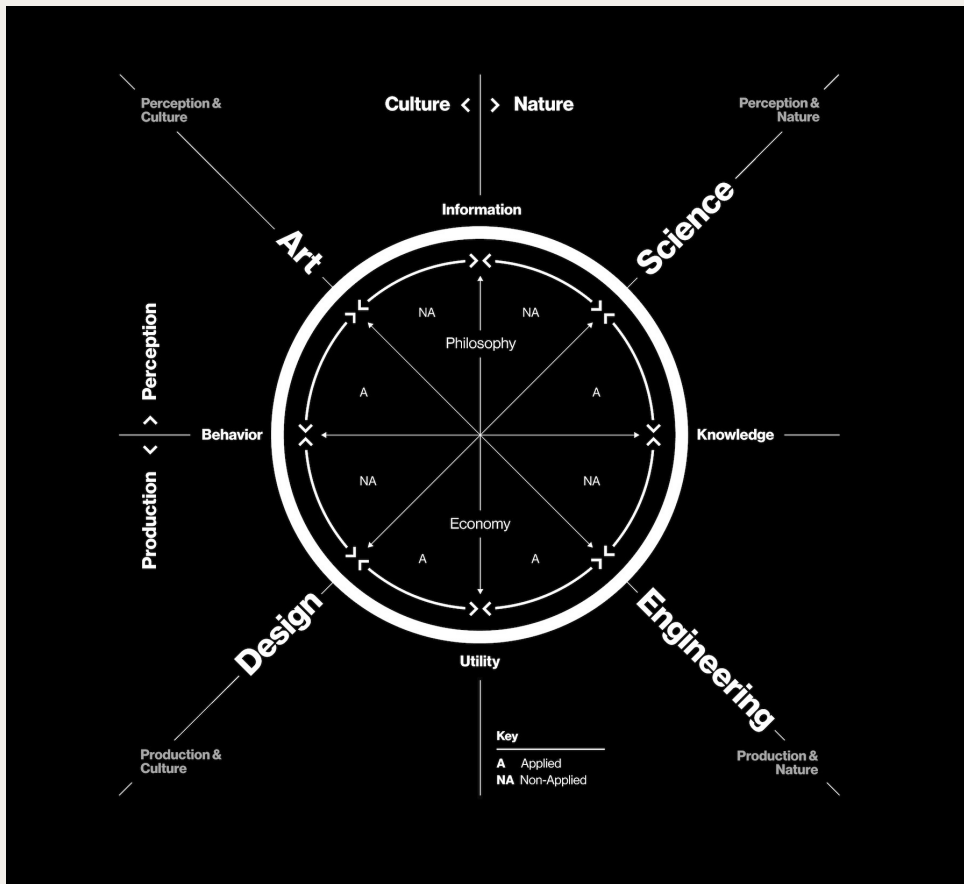 Perception &
Culture
Culture < > Nature
Perception &
Nature
Information
Art
Science
NA
NA
Philosophy
Perception
A
A
Behavior
Knowledge
Production
NA
NA
Economy
A
A
Design
Engineering
Utility
Production &
Culture
Production &
Nature
Key
A Applied
NA Non-Applied